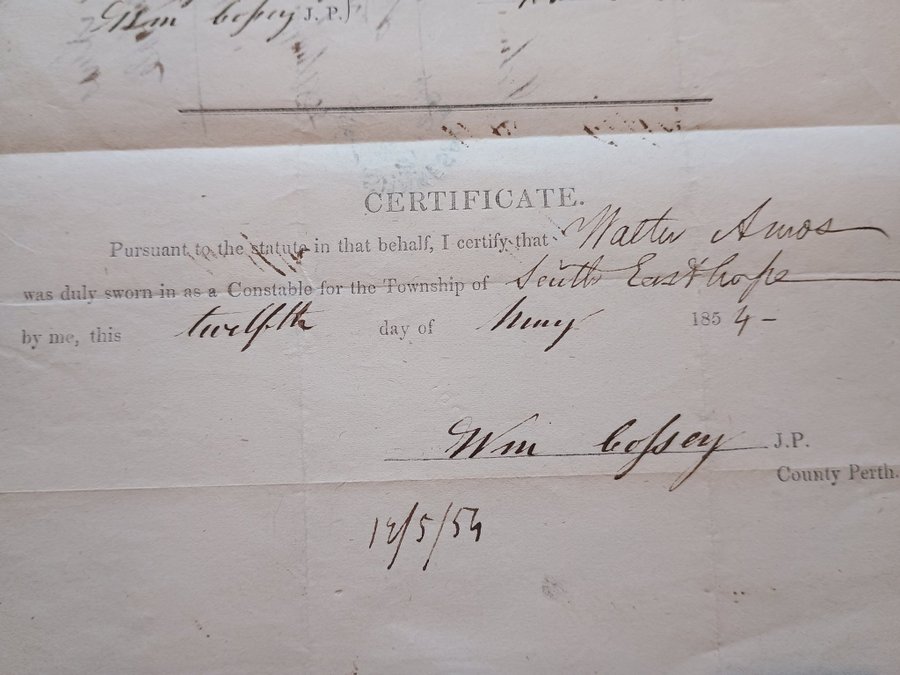 Wm Cossey J.P.
CERTIFICATE.
Pursuant to the statute in that behalf, I certify that Walter Amos
was duly sworn in as a Constable for the Township of South Easthope
by me, this twelfth day of May 1854-
Wm Cossey J.P.
County Perth.
12/5/54